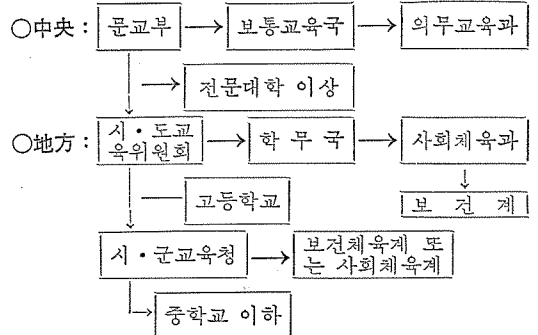 ○中央: 문교부 보통교육국 의무교육과
전문대학 이상
○地方: 시・도교육위원회 학 무 국 사회체육과
보 건 계
고등학교
시・군교육청 보건체육계 또는 사회체육계
중학교 이하